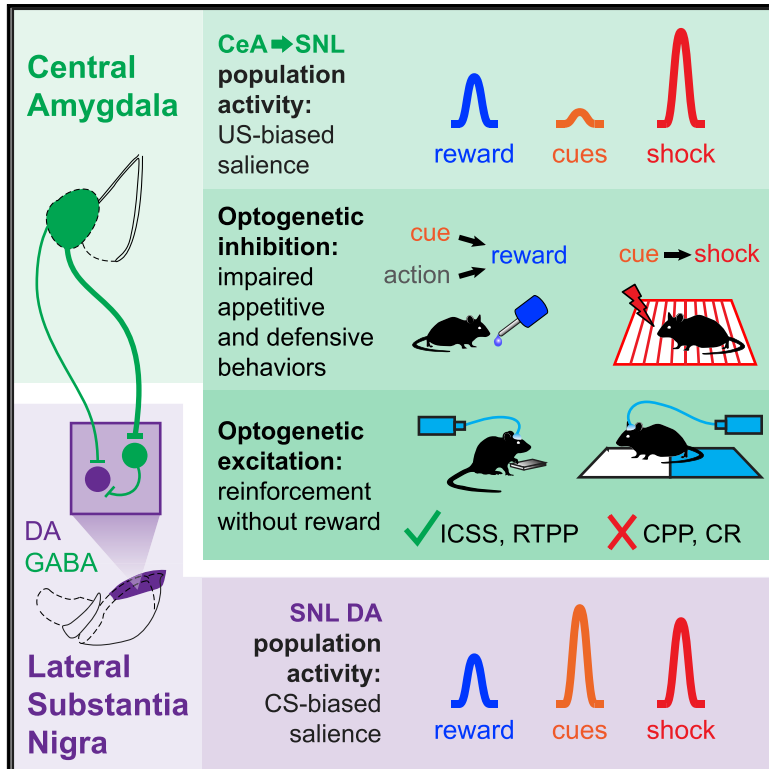 Central
Amygdala
CeA SNL
population
activity:
US-biased
salience
reward
cues
shock
Optogenetic
inhibition:
impaired
appetitive
and defensive
behaviors
cue
action
reward
cue
shock
Optogenetic
excitation:
reinforcement
without reward
ICSS, RTPP
CPP, CR
DA
GABA
Lateral
Substantia
Nigra
SNL DA
population
activity:
CS-biased
salience
reward
cues
shock